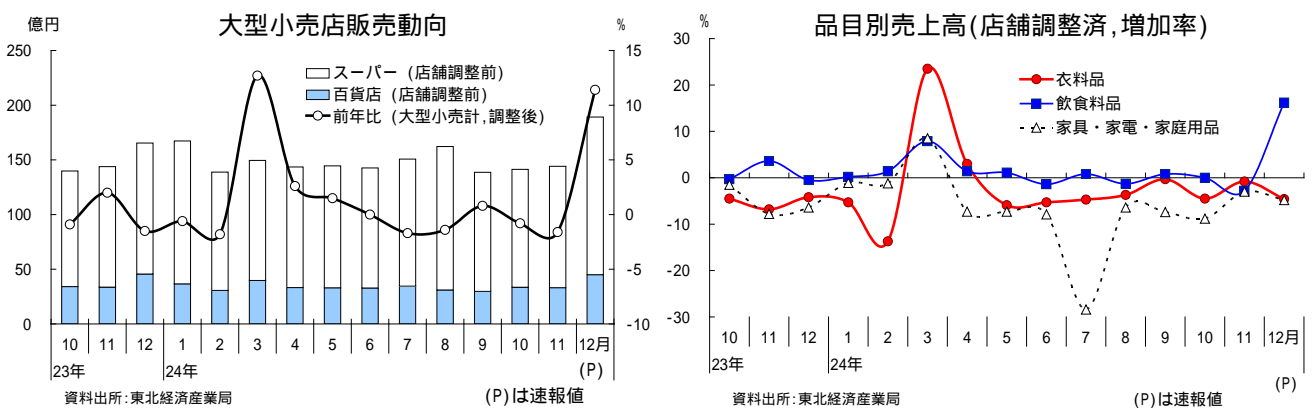 大型小売店販売動向
億円
%
250
200
150
100
50
0
15
10
5
0
-5
-10
スーパー (店舗調整前)
百貨店 (店舗調整前)
前年比 (大型小売計,調整後)
10 11 12 1 2 3 4 5 6 7 8 9 10 11 12月
23年 24年 (P)
資料出所:東北経済産業局 (P)は速報値
品目別売上高(店舗調整済,増加率)
%
30
20
10
0
-10
-20
-30
衣料品
飲食料品
家具・家電・家庭用品
10 11 12 1 2 3 4 5 6 7 8 9 10 11 12月
23年 24年 (P)
資料出所:東北経済産業局 (P)は速報値